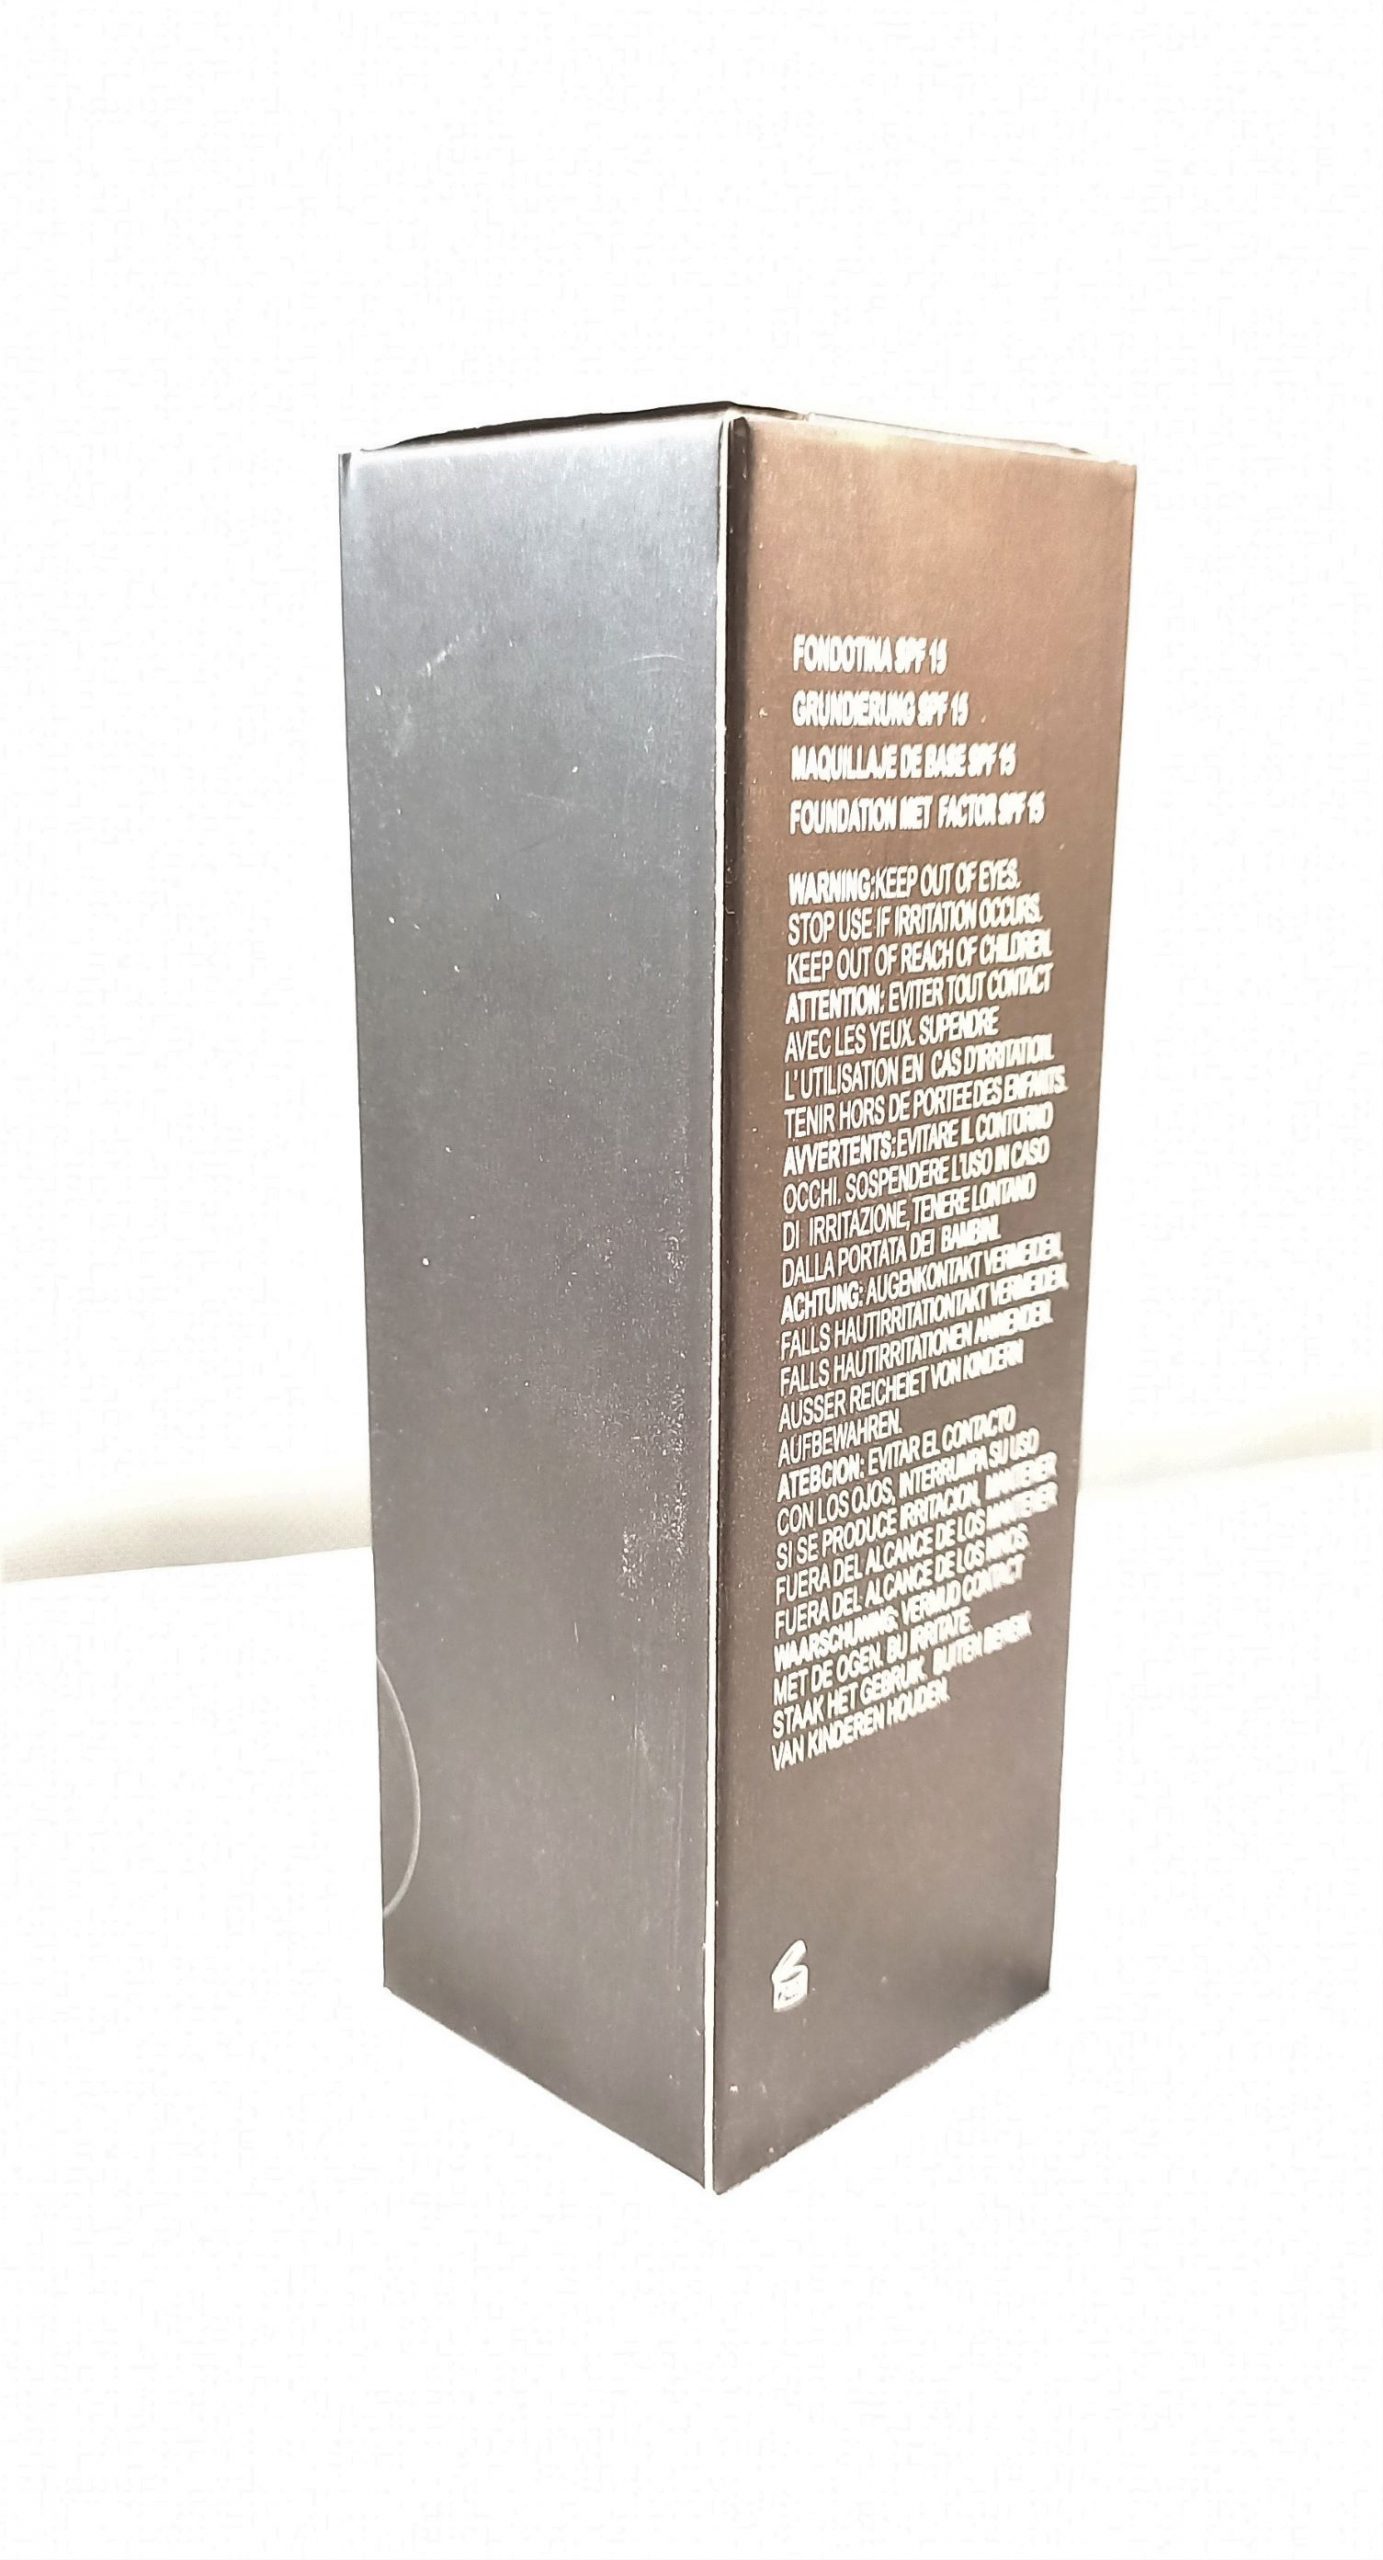 FONDOTINA SPF 15
GRUNDIERUNG SPF 15
MAQUILLAJE DE BASE SPF 15
FOUNDATION MET FACTOR SPF 15
WARNING:KEEP OUT OF EYES.
STOP USE IF IRRITATION OCCURS.
KEEP OUT OF REACH OF CHILDREN.
ATTENTION: EVITER TOUT CONTACT
AVEC LES YEUX. SUPENDRE
L'UTILISATION EN CAS D'IRRITATION.
TENIR HORS DE PORTEE DES ENFANTS.
AVVERTENTS:EVITARE IL CONTORNO
OCCHI. SOSPENDERE L'USO IN CASO
DI IRRITAZIONE, TENERE LONTANO
DALLA PORTATA DEI BAMBINI.
ACHTUNG: AUGENKONTAKT VERMEIDEN,
FALLS HAUTIRRITATIONTAKT VERMEIDEN,
FALLS HAUTIRRITATIONEN ANWENDEN.
AUSSER REICHEIET VON KINDERN
AUFBEWAHREN.
ATEBCION: EVITAR EL CONTACTO
CON LOS OJOS, INTERRUMPA SU USO
SI SE PRODUCE IRRITACION, MANTENER
FUERA DEL ALCANCE DE LOS MANTENER
FUERA DEL ALCANCE DE LOS NINOS.
WAARSCHUWING: VERMIJD CONTACT
MET DE OGEN. BIJ IRRITATE.
STAAK HET GEBRUIK. BUITEN BEREIK
VAN KINDEREN HOUDEN.